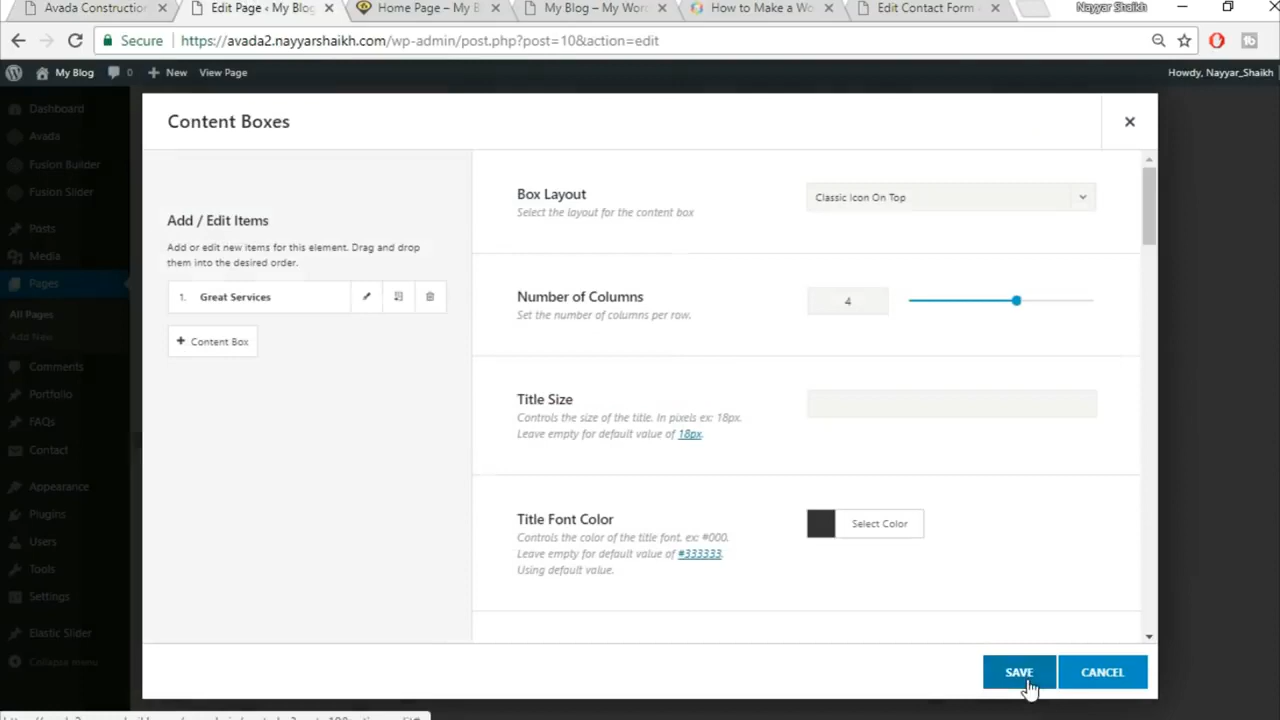 Avada Construction
Edit Page ‹ My Blog
Home Page – My B
My Blog – My Wor
How to Make a Wo
Edit Contact Form
Nayyar Shaikh
Secure
https://avada2.nayyarshaikh.com/wp-admin/post.php?post=10&action=edit
My Blog
0
New
View Page
Howdy, Nayyar_Shaikh
Dashboard
Avada
Fusion Builder
Fusion Slider
Posts
Media
Pages
All Pages
Add New
Comments
Portfolio
FAQs
Contact
Appearance
Plugins
Users
Tools
Settings
Elastic Slider
Collapse menu
Content Boxes
Add / Edit Items
Add or edit new items for this element. Drag and drop
them into the desired order.
1. Great Services
+ Content Box
Box Layout
Select the layout for the content box
Classic Icon On Top
Number of Columns
Set the number of columns per row.
4
Title Size
Controls the size of the title. In pixels ex: 18px.
Leave empty for default value of 18px.
Title Font Color
Controls the color of the title font. ex: #000.
Leave empty for default value of #333333.
Using default value.
Select Color
SAVE
CANCEL